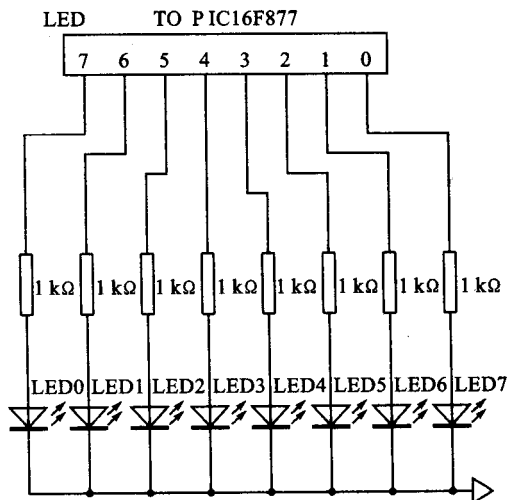 LED TO P IC16F877
7 6 5 4 3 2 1 0
1 kΩ 1 kΩ 1 kΩ 1 kΩ 1 kΩ 1 kΩ 1 kΩ 1 kΩ
LED0 LED1 LED2 LED3 LED4 LED5 LED6 LED7